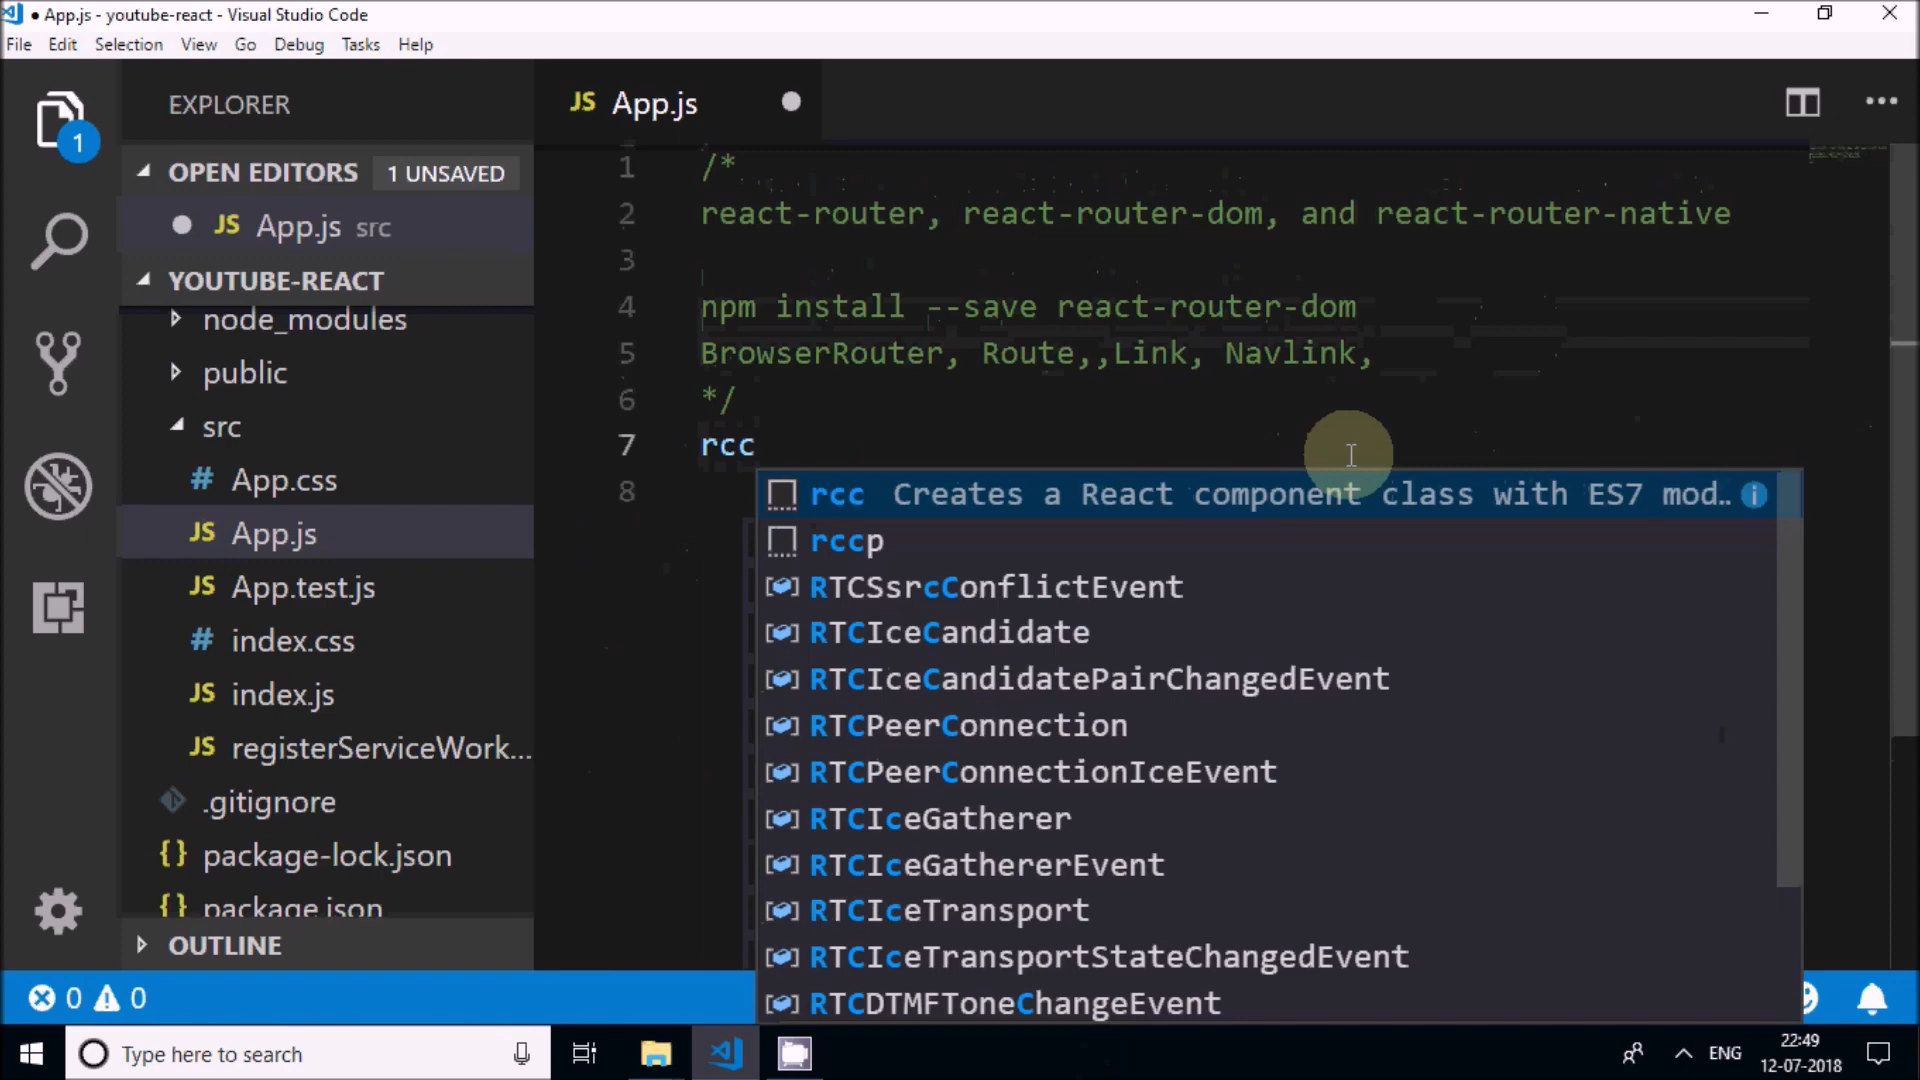 ● App.js - youtube-react - Visual Studio Code
File Edit Selection View Go Debug Tasks Help
EXPLORER
1
OPEN EDITORS 1 UNSAVED
JS App.js src
YOUTUBE-REACT
node_modules
public
src
# App.css
JS App.js
JS App.test.js
# index.css
JS index.js
JS registerServiceWork...
.gitignore
{} package-lock.json
{} package.json
OUTLINE
JS App.js
1 /*
2 react-router, react-router-dom, and react-router-native
3
4 npm install --save react-router-dom
5 BrowserRouter, Route,,Link, Navlink,
6 */
7 rcc
8
rcc Creates a React component class with ES7 mod…
rccp
RTCSsrcConflictEvent
RTCIceCandidate
RTCIceCandidatePairChangedEvent
RTCPeerConnection
RTCPeerConnectionIceEvent
RTCIceGatherer
RTCIceGathererEvent
RTCIceTransport
RTCIceTransportStateChangedEvent
RTCDTMFToneChangeEvent
0 0
Type here to search
ENG
22:49
12-07-2018